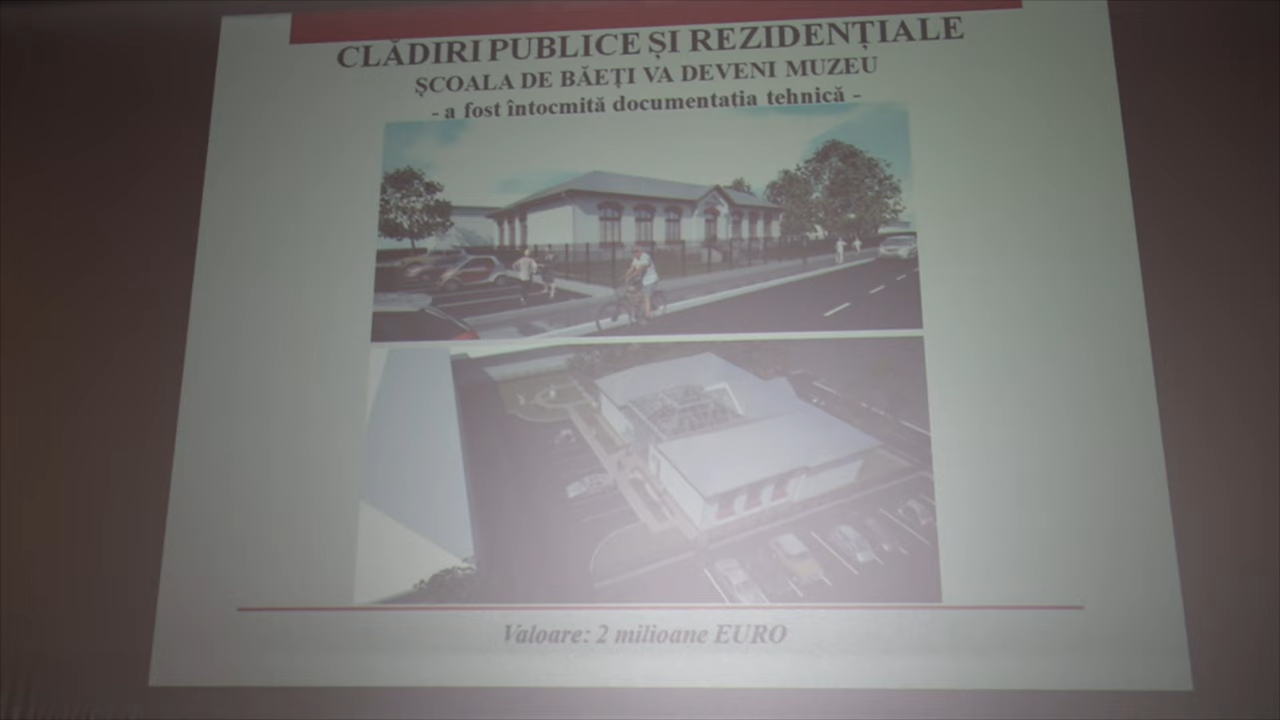 CLĂDIRI PUBLICE ȘI REZIDENȚIALE
ȘCOALA DE BĂEȚI VA DEVENI MUZEU
- a fost întocmită documentația tehnică -
Valoare: 2 milioane EURO